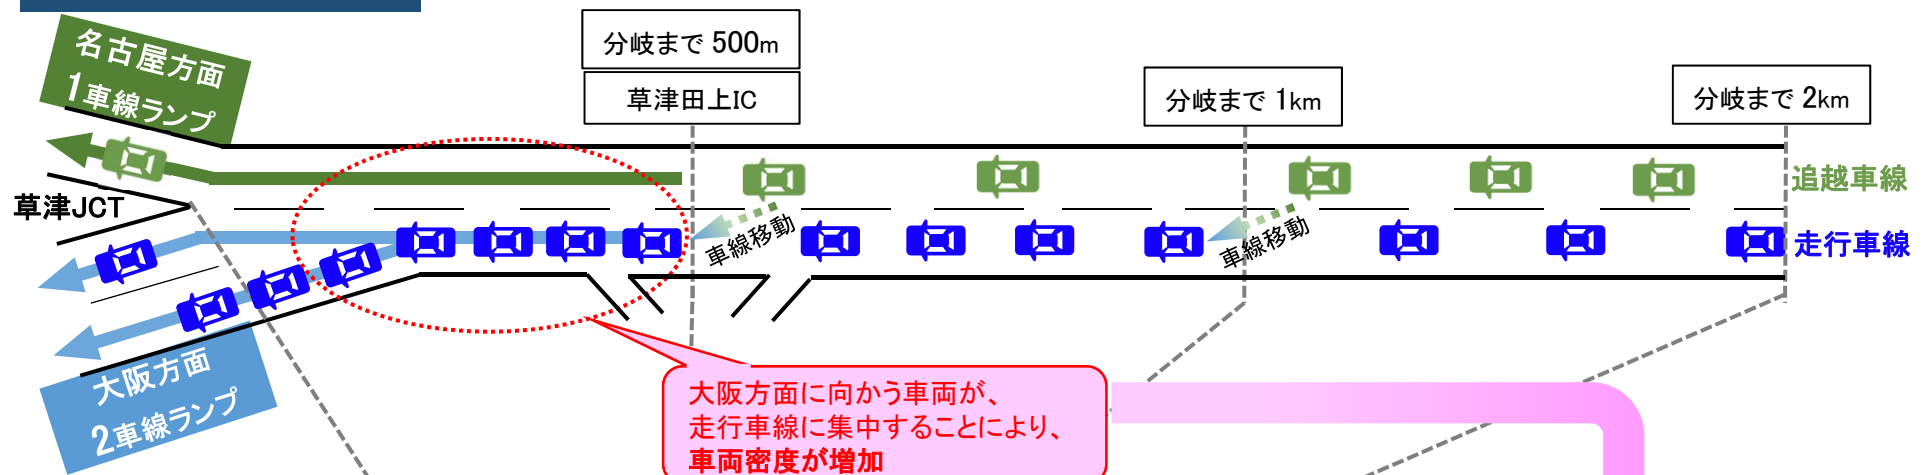 名古屋方面
1車線ランプ
分岐まで 500m
草津田上IC
分岐まで 1km
分岐まで 2km
追越車線
草津JCT
車線移動
車線移動
走行車線
大阪方面
2車線ランプ
大阪方面に向かう車両が、
走行車線に集中することにより、
車両密度が増加